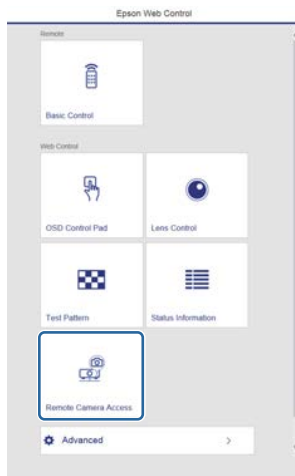 Epson Web Control
Remote
Basic Control
Web Control
OSD Control Pad
Lens Control
Test Pattern
Status Information
Remote Camera Access
Advanced